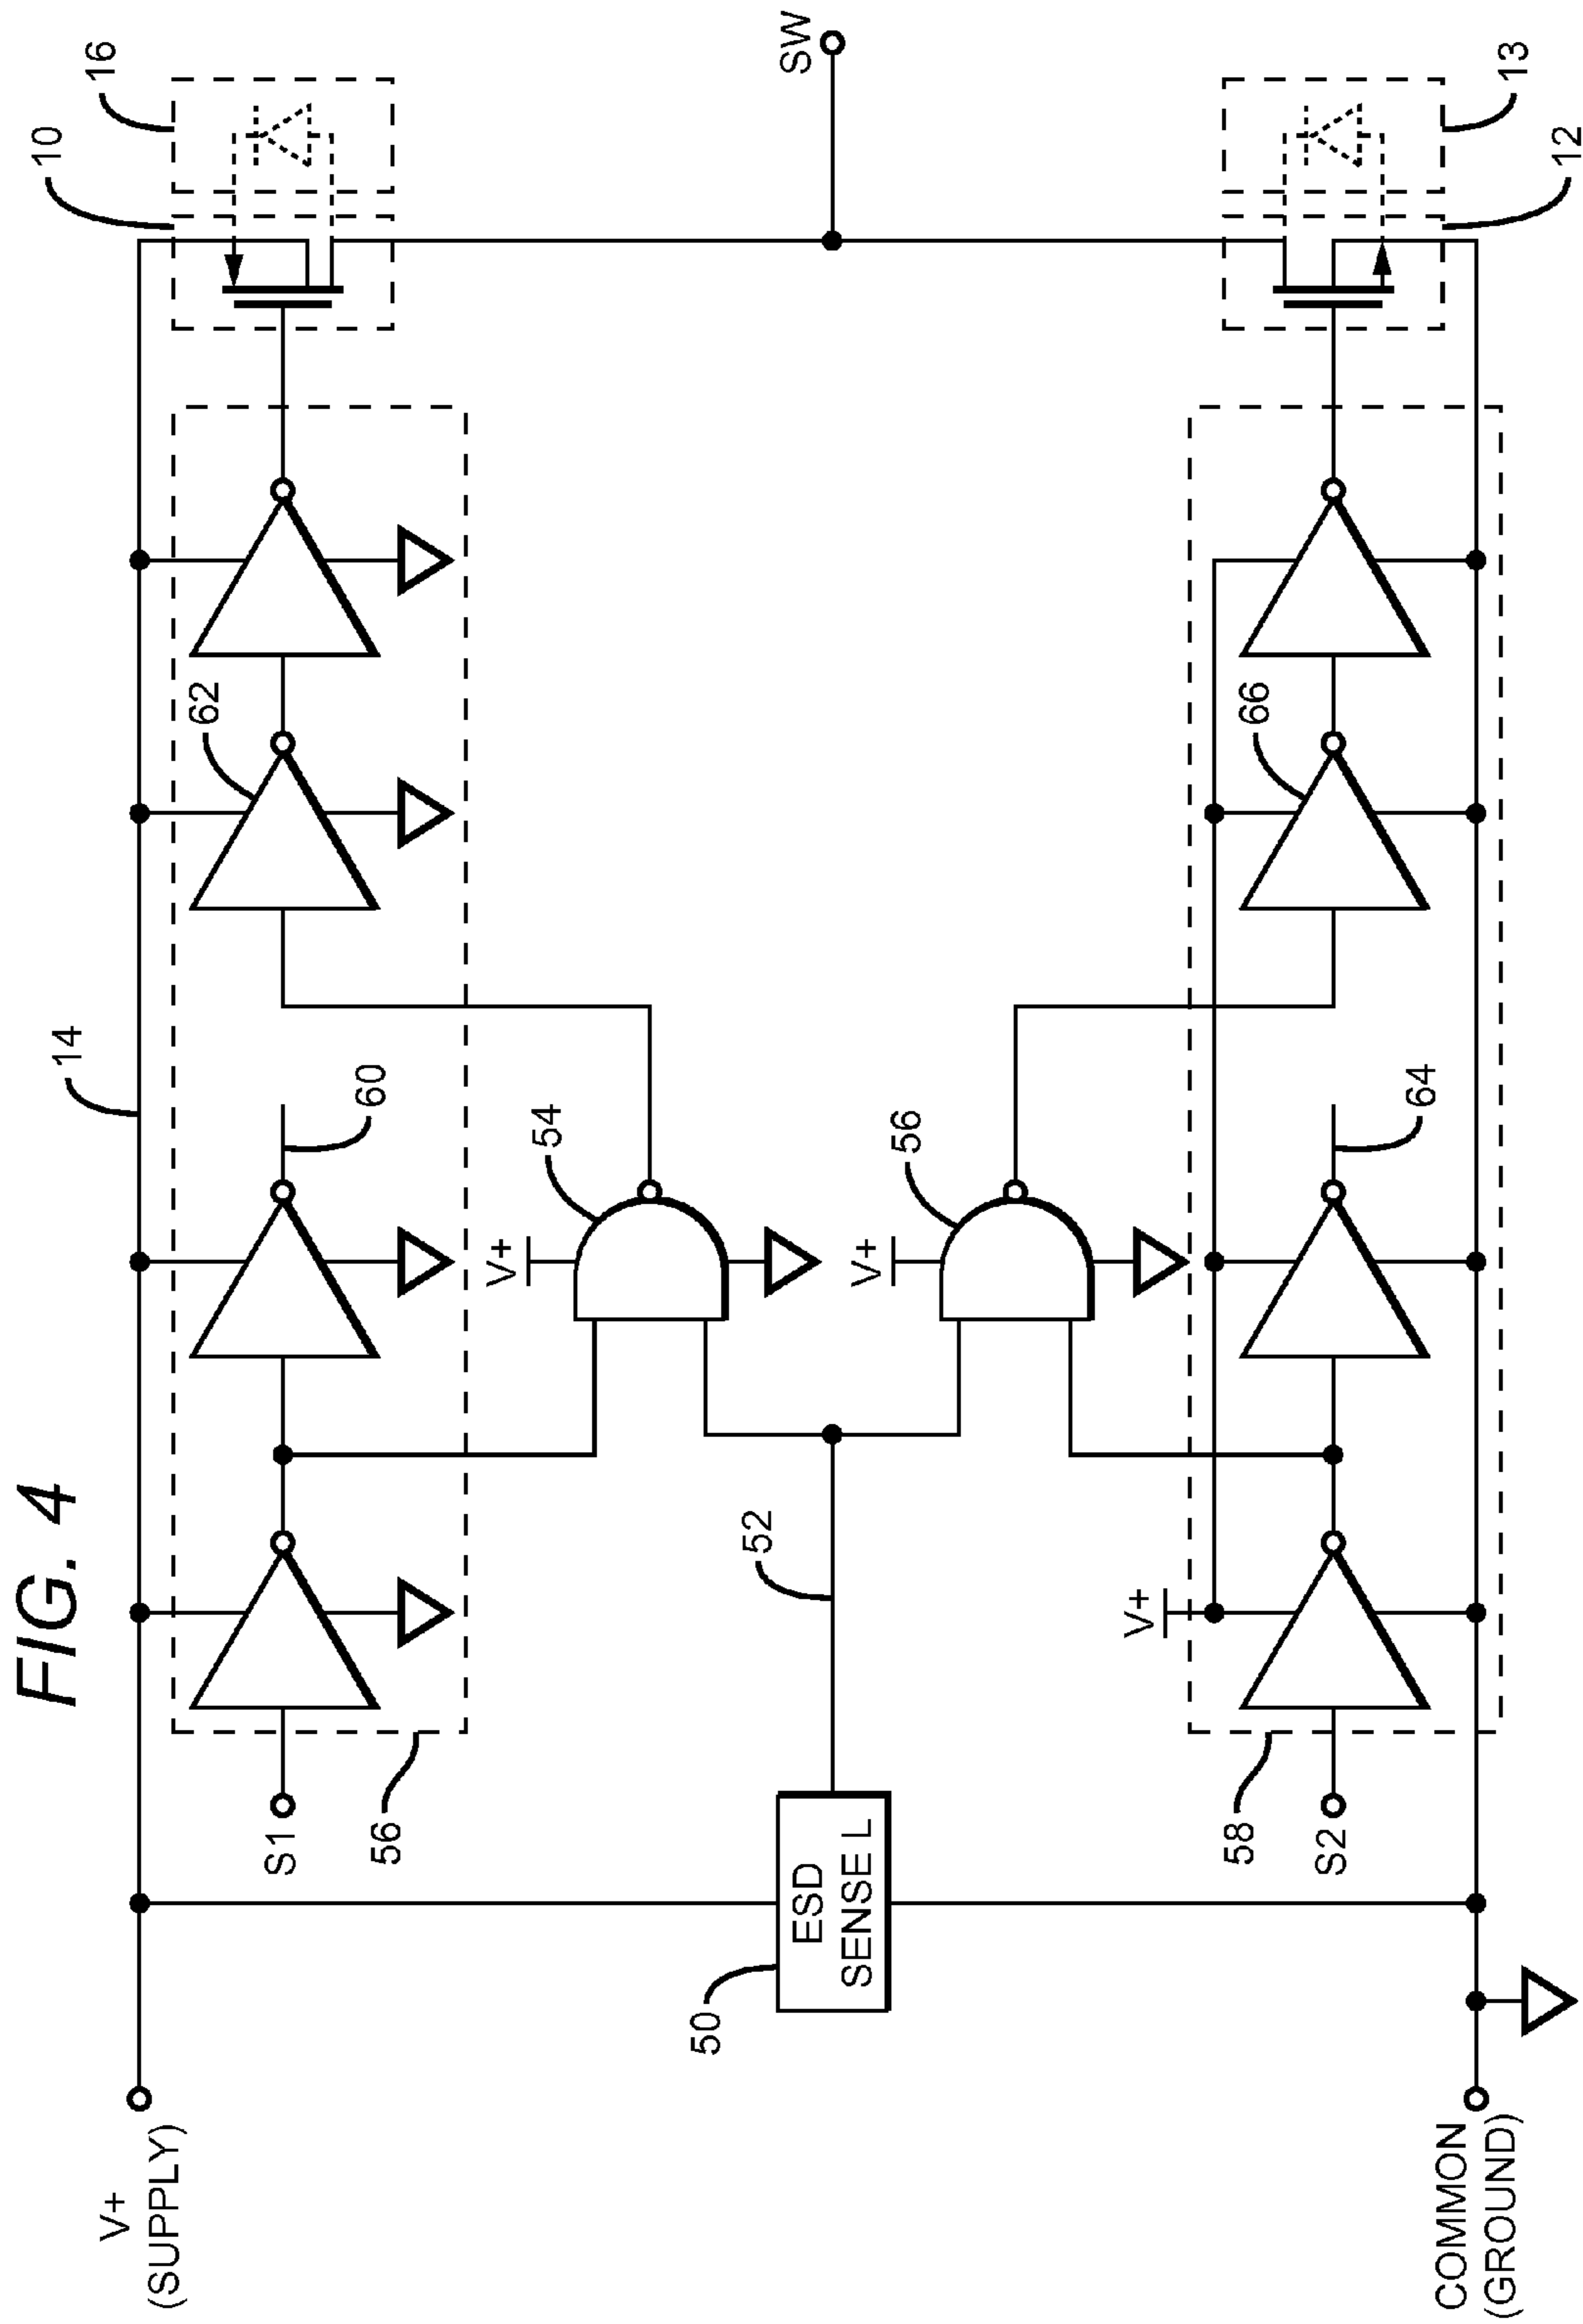 FIG. 4
V+
(SUPPLY)
14
10
16
S1
56
60
62
V+
54
SW
50
ESD
SENSE L
52
V+
56
V+
58
S2
64
66
12
13
COMMON
(GROUND)